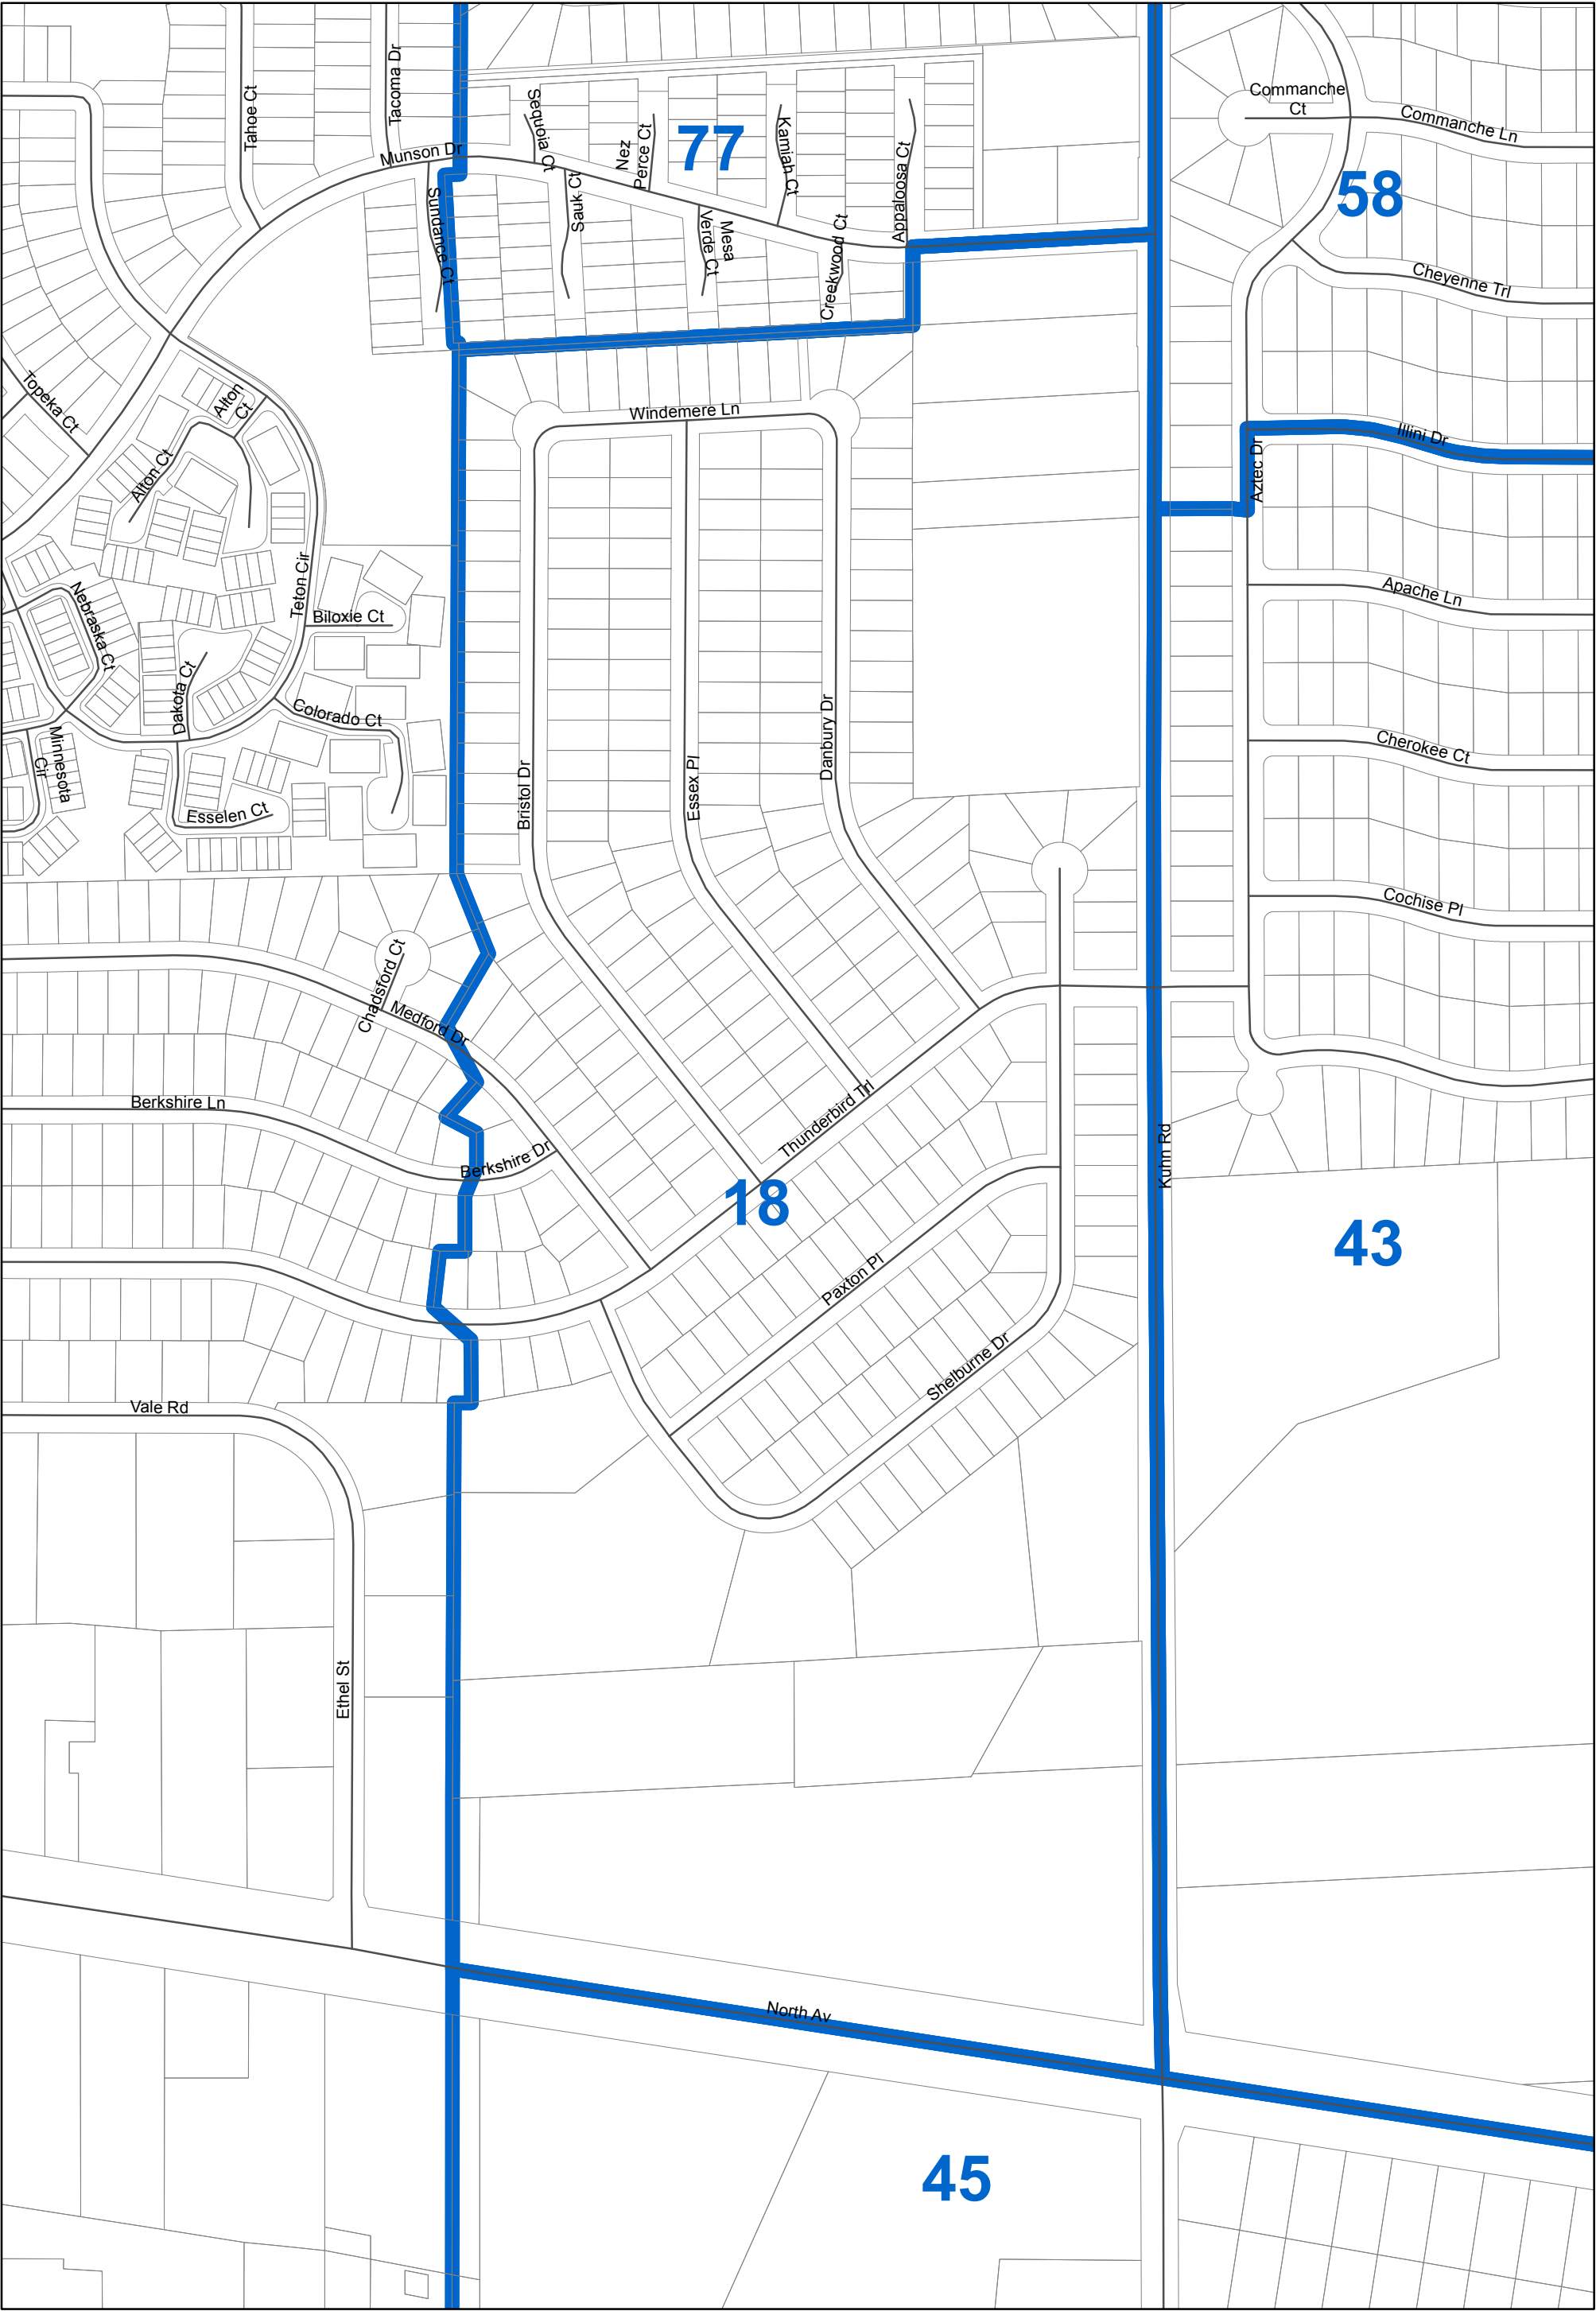 Tahoe Ct
Tacoma Dr
Munson Dr
Sequoia Ct
Nez
Perce Ct
77
Kamiah Ct
Appaloosa Ct
Commanche
Ct
Commanche Ln
58
Sundance Ct
Sauk Ct
Mesa
Verde Ct
Creekwood Ct
Cheyenne Trl
Topeka Ct
Alton
Ct
Alton Ct
Windemere Ln
Illini Dr
Aztec Dr
Teton Cir
Biloxie Ct
Nebraska Ct
Apache Ln
Dakota Ct
Colorado Ct
Minnesota
Cir
Esselen Ct
Bristol Dr
Essex Pl
Danbury Dr
Cherokee Ct
Cochise Pl
Chadsford Ct
Medford Dr
Berkshire Ln
Berkshire Dr
Thunderbird Trl
Kuhn Rd
18
43
Paxton Pl
Shelburne Dr
Vale Rd
Ethel St
North Av
45